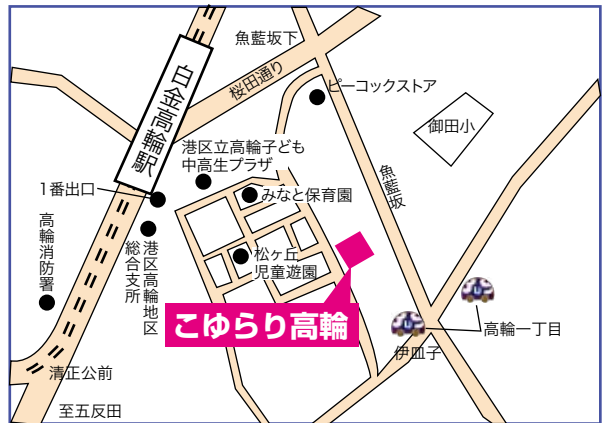 魚藍坂下
桜田通り
ピーコックストア
白金高輪駅
御田小
港区立高輪子ども
中高生プラザ
1番出口
みなと保育園
魚藍坂
高輪消防署
港区高輪地区
総合支所
松ヶ丘
児童遊園
こゆらり高輪
高輪一丁目
伊皿子
清正公前
至五反田